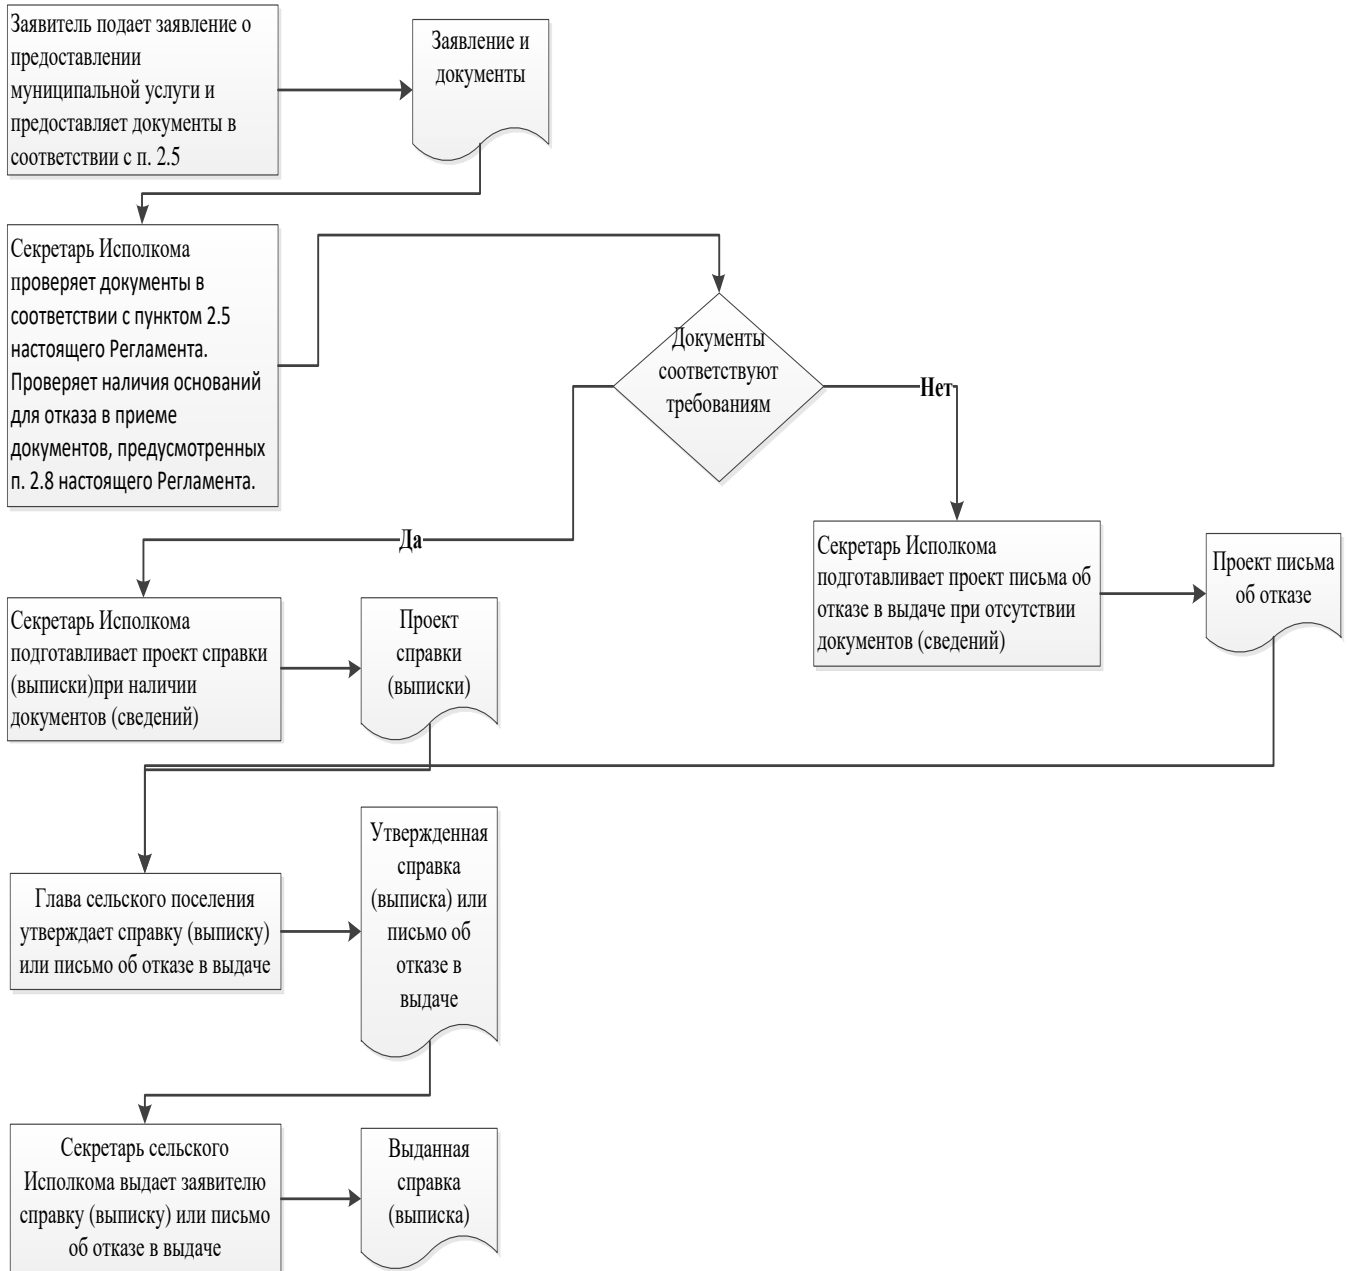 Заявитель подает заявление о
предоставлении
муниципальной услуги и
предоставляет документы в
соответствии с п. 2.5
Заявление и
документы
Секретарь Исполкома
проверяет документы в
соответствии с пунктом 2.5
настоящего Регламента.
Проверяет наличия оснований
для отказа в приеме
документов, предусмотренных
п. 2.8 настоящего Регламента.
Документы
соответствуют
требованиям
Нет
Да
Секретарь Исполкома
подготавливает проект письма об
отказе в выдаче при отсутствии
документов (сведений)
Проект письма
об отказе
Секретарь Исполкома
подготавливает проект справки
(выписки)при наличии
документов (сведений)
Проект
справки
(выписки)
Глава сельского поселения
утверждает справку (выписку)
или письмо об отказе в выдаче
Утвержденная
справка
(выписка) или
письмо об
отказе в
выдаче
Секретарь сельского
Исполкома выдает заявителю
справку (выписку) или письмо
об отказе в выдаче
Выданная
справка
(выписка)